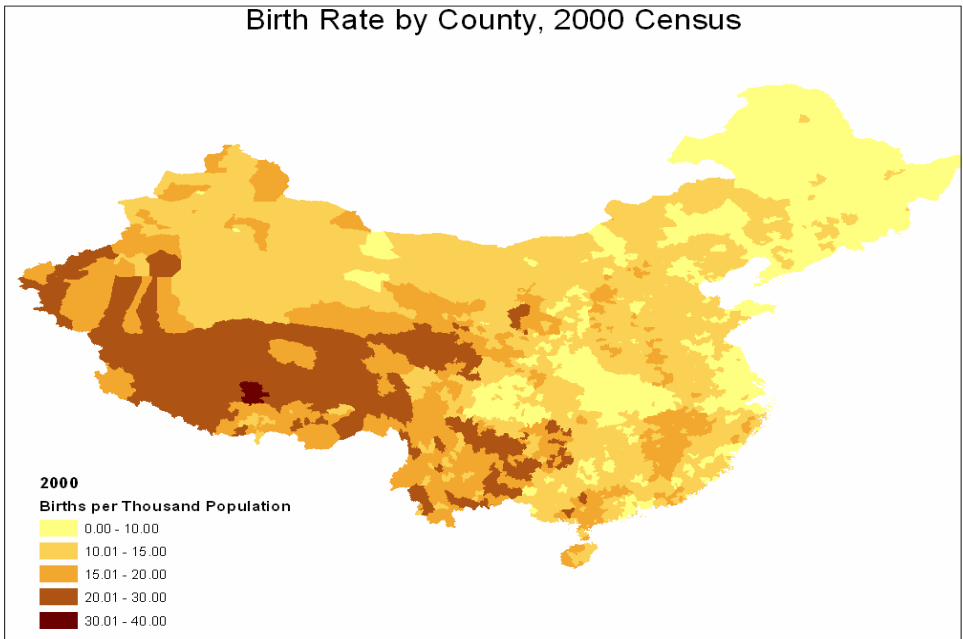 Birth Rate by County, 2000 Census
2000
Births per Thousand Population
0.00 - 10.00
10.01 - 15.00
15.01 - 20.00
20.01 - 30.00
30.01 - 40.00